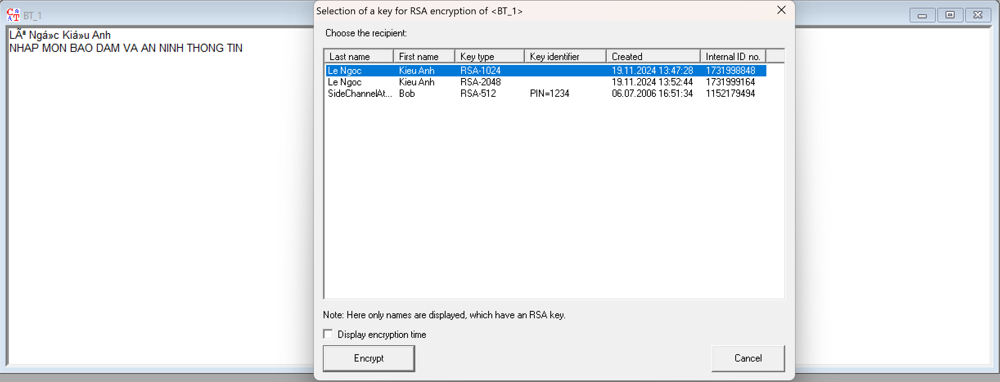 BT_1
LÃª Ngá»c Kiá»u Anh
NHAP MON BAO DAM VA AN NINH THONG TIN
Selection of a key for RSA encryption of <BT_1>
Choose the recipient:
Last name First name Key type Key identifier Created Internal ID no.
Le Ngoc Kieu Anh RSA-1024 19.11.2024 13:47:28 1731998848
Le Ngoc Kieu Anh RSA-2048 19.11.2024 13:52:44 1731999164
SideChannelAt... Bob RSA-512 PIN=1234 06.07.2006 16:51:34 1152179494
Note: Here only names are displayed, which have an RSA key.
Display encryption time
Encrypt Cancel